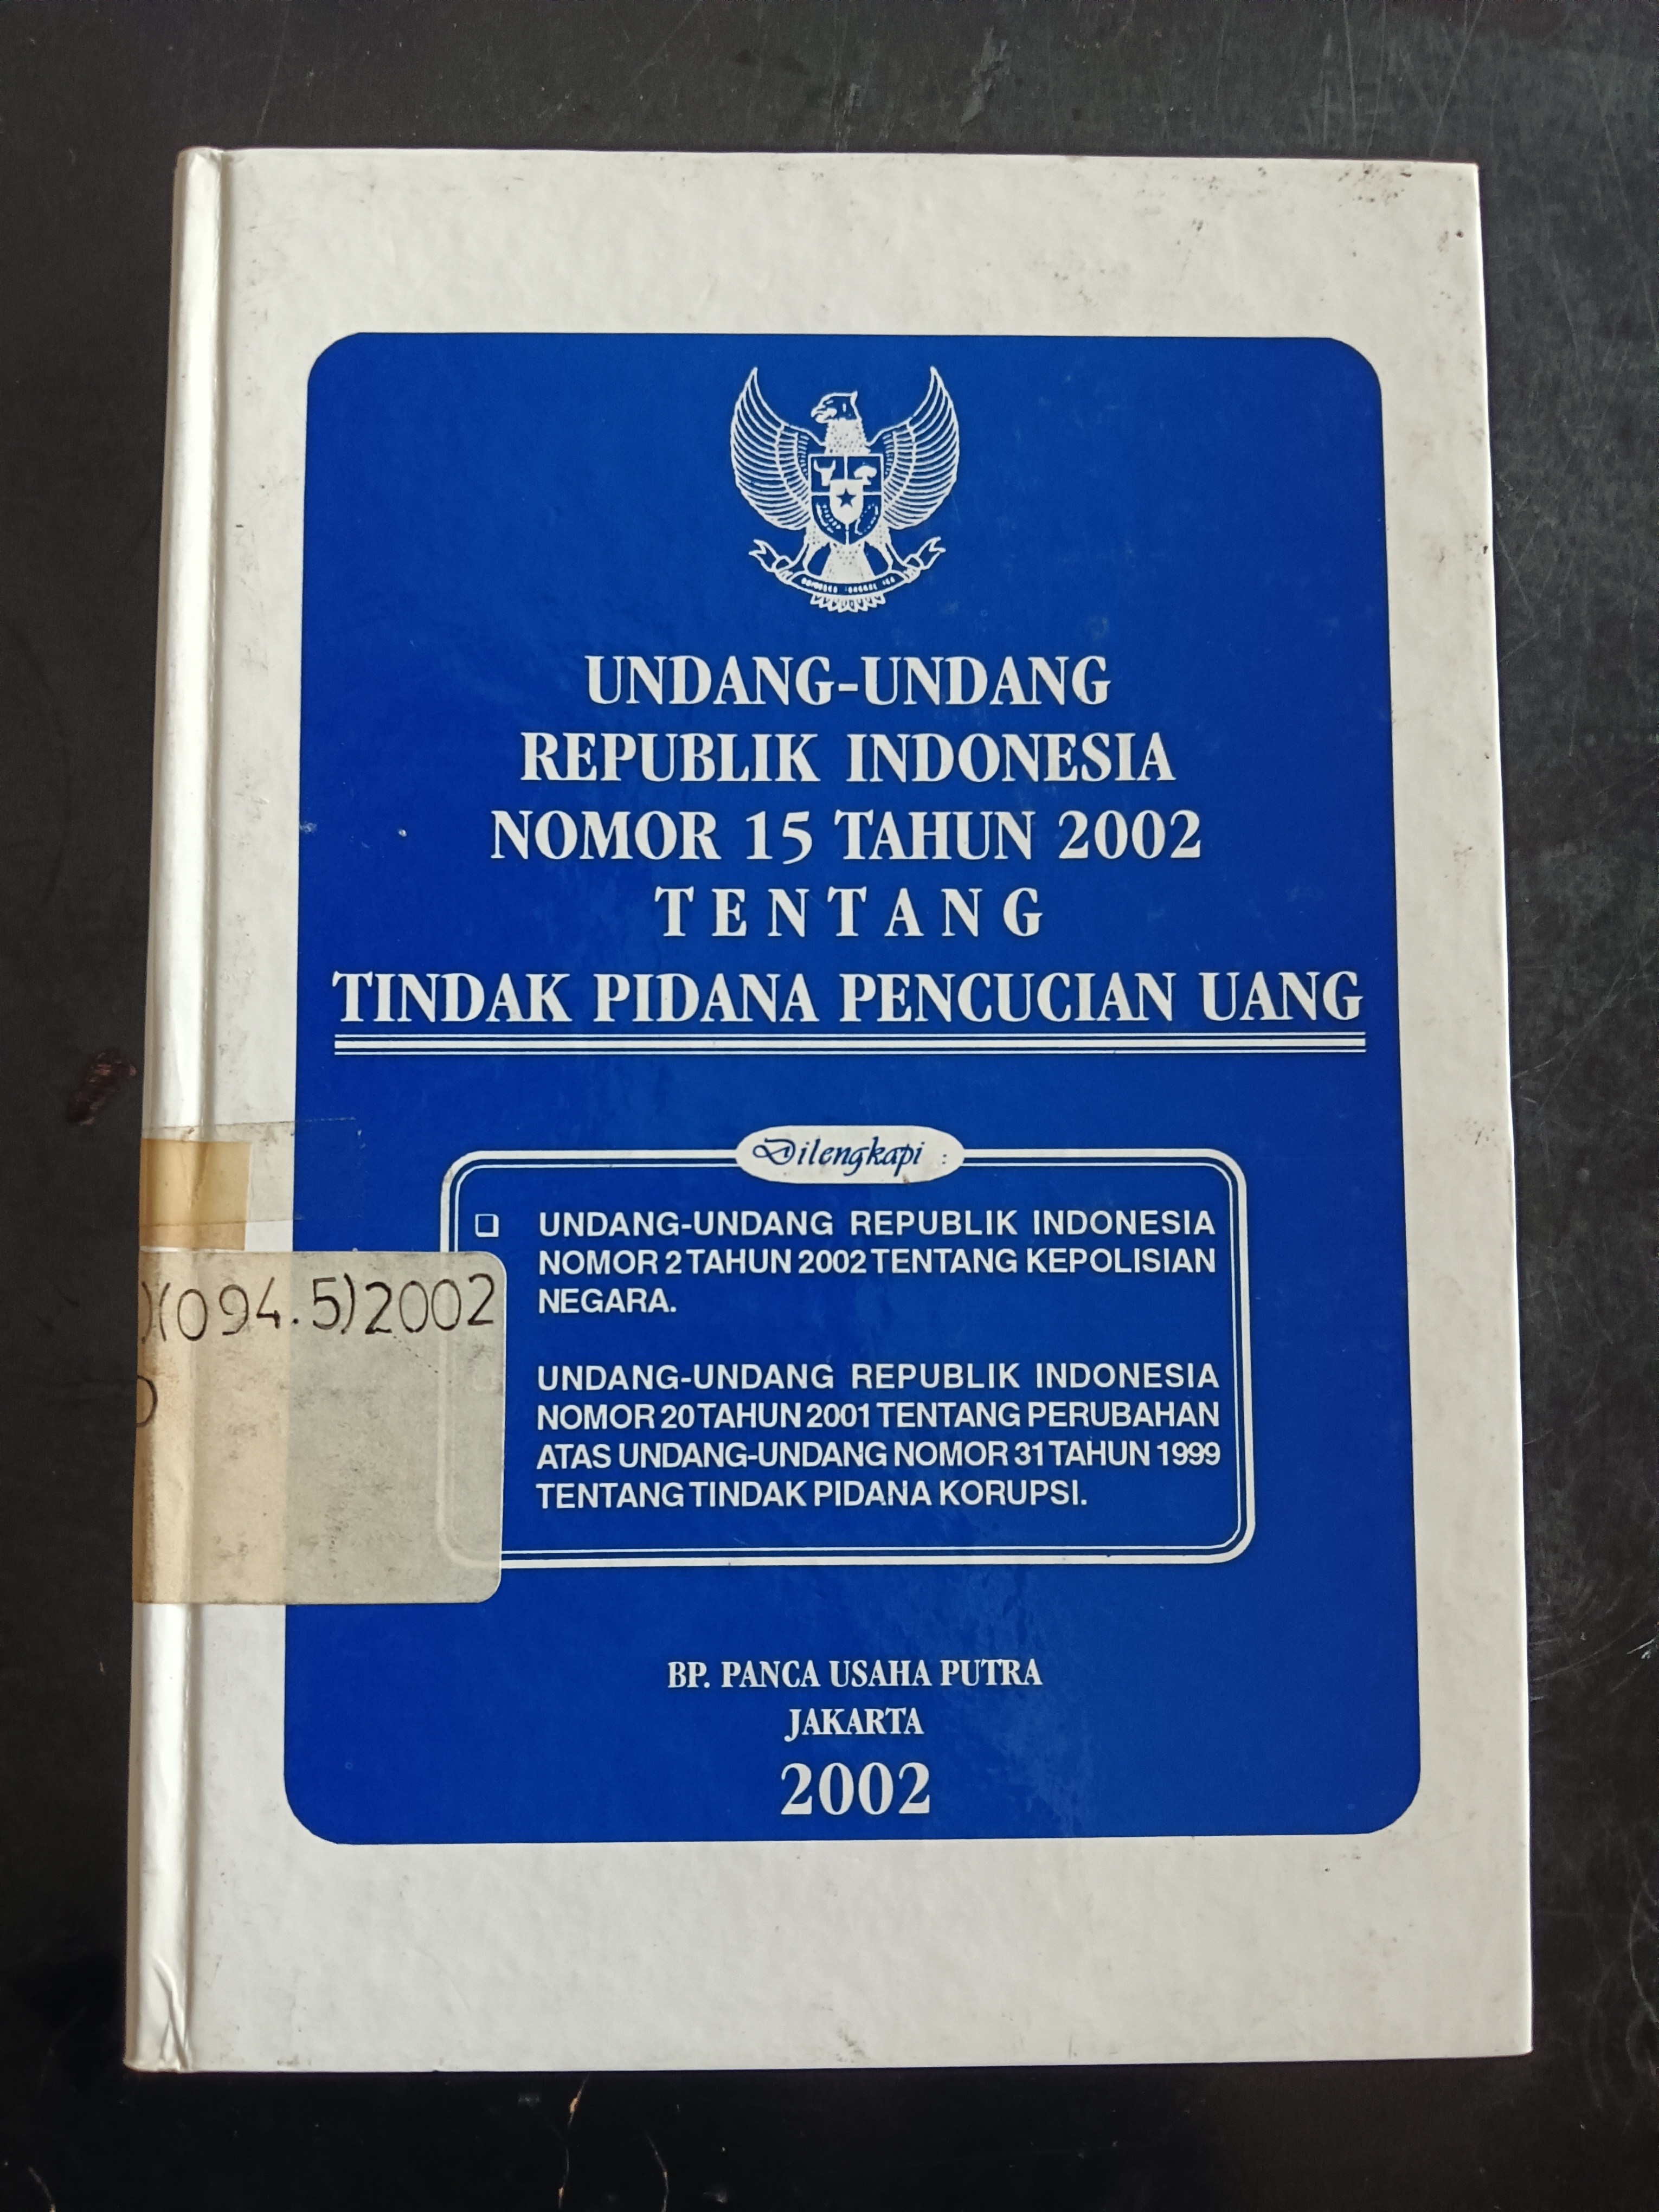 UNDANG-UNDANG
REPUBLIK INDONESIA
NOMOR 15 TAHUN 2002
TENTANG
TINDAK PIDANA PENCUCIAN UANG
Dilengkapi :
UNDANG-UNDANG REPUBLIK INDONESIA
NOMOR 2 TAHUN 2002 TENTANG KEPOLISIAN
NEGARA.
)(094.5)2002
UNDANG-UNDANG REPUBLIK INDONESIA
NOMOR 20 TAHUN 2001 TENTANG PERUBAHAN
ATAS UNDANG-UNDANG NOMOR 31 TAHUN 1999
TENTANG TINDAK PIDANA KORUPSI.
BP. PANCA USAHA PUTRA
JAKARTA
2002